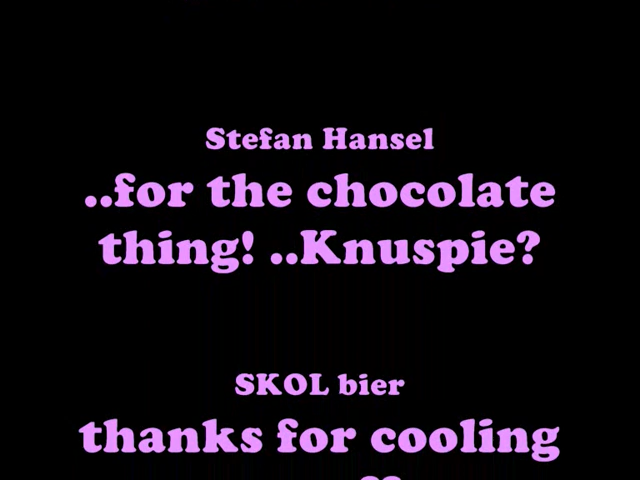 Stefan Hansel
..for the chocolate
thing! ..Knuspie?
SKOL bier
thanks for cooling